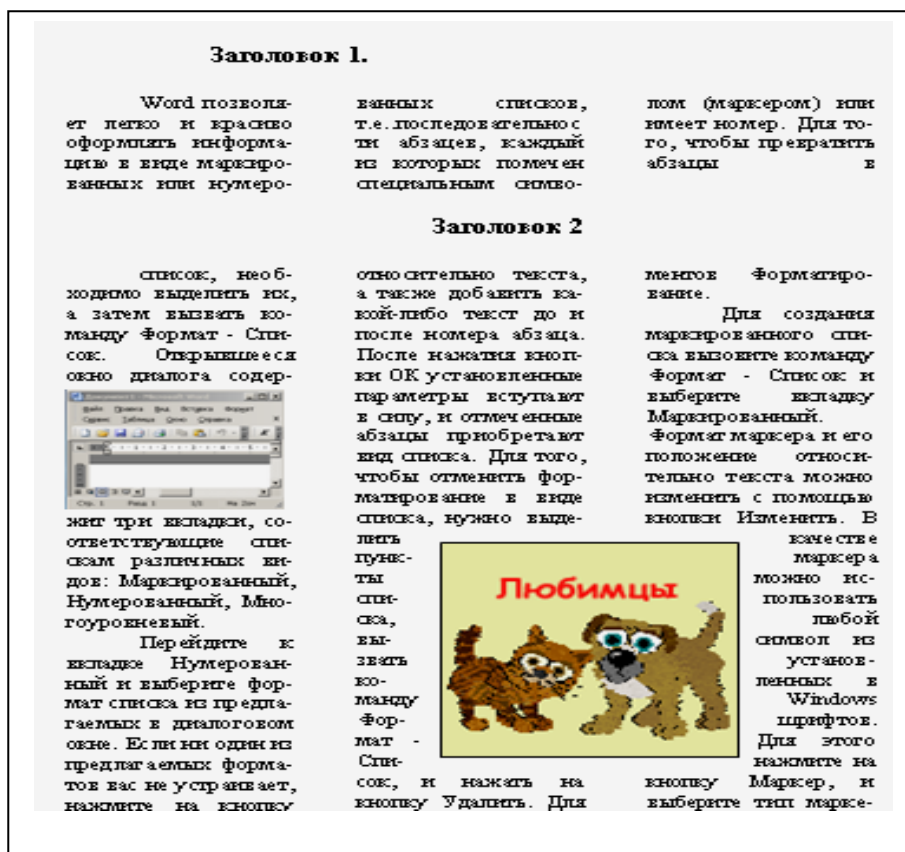 Заголовок 1.
Word позволя-
ет легко и красиво
оформлять информа-
цию в виде маркиро-
ванных или нумеро-
ванных списков,
т.е. последовательнос
ти абзацев, каждый
из которых помечен
специальным симво-
лом (маркером) или
имеет номер. Для то-
го, чтобы превратить
абзацы в
Заголовок 2
список, необ-
ходимо выделить их,
а затем вызвать ко-
манду Формат - Спи-
сок. Открывшееся
окно диалога содер-
Файл Правка Вид Вставка Формат
Сервис Таблица Окно Справка
жит три вкладки, со-
ответствующие спи-
скам различных ви-
дов: Маркированный,
Нумерованный, Мно-
гоуровневый.
Перейдите к
вкладке Нумерован-
ный и выберите фор-
мат списка из предла-
гаемых в диалоговом
окне. Если ни один из
предлагаемых форма-
тов вас не устраивает,
нажмите на кнопку
относительно текста,
а также добавить ка-
кой-либо текст до и
после номера абзаца.
После нажатия кноп-
ки ОК установленные
параметры вступают
в силу, и отмеченные
абзацы приобретают
вид списка. Для того,
чтобы отменить фор-
матирование в виде
списка, нужно выде-
лить
пунк-
ты
спи-
ска,
вы-
звать
ко-
манду
Фор-
мат -
Спи-
сок, и нажать на
кнопку Удалить. Для
Любимцы
ментов Форматиро-
вание.
Для создания
маркированного спи-
ска вызовите команду
Формат - Список и
выберите вкладку
Маркированный.
Формат маркера и его
положение относи-
тельно текста можно
изменить с помощью
кнопки Изменить. В
качестве
маркера
можно ис-
пользовать
любой
символ из
установ-
ленных в
Windows
шрифтов.
Для этого
нажмите на
кнопку Маркер, и
выберите тип марке-